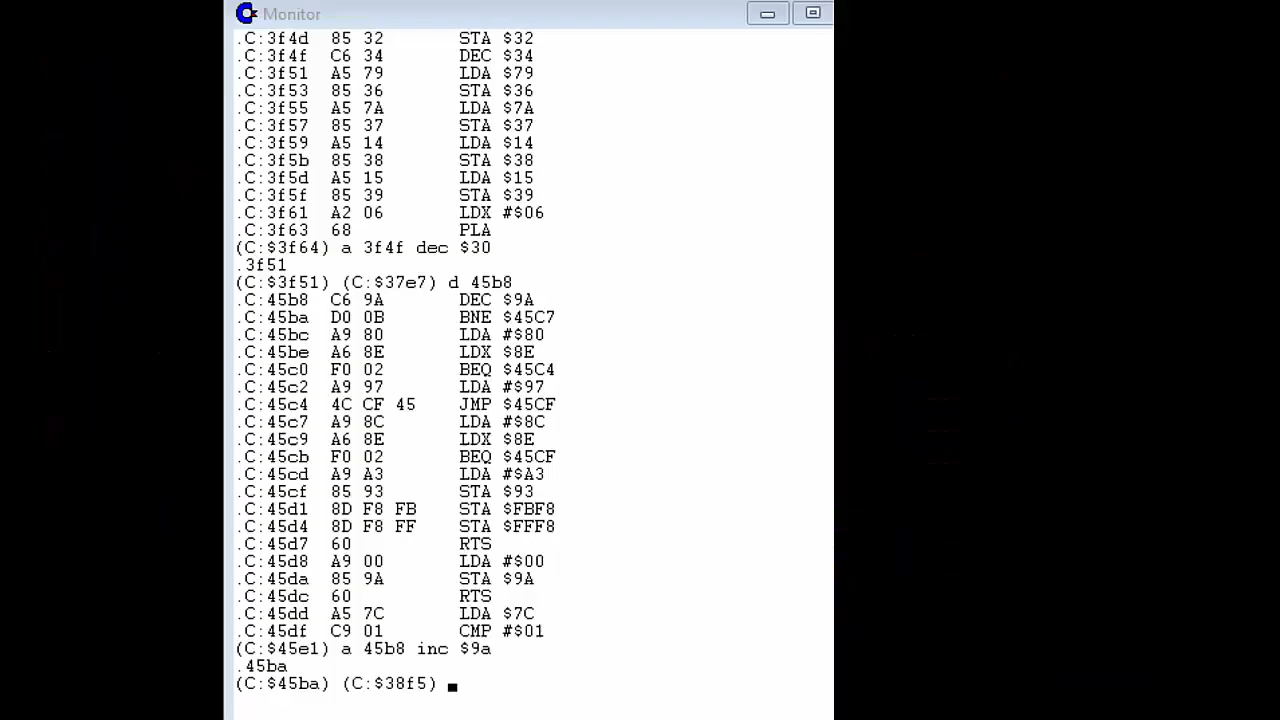 Monitor
.C:3f4d  85 32       STA $32
.C:3f4f  C6 34       DEC $34
.C:3f51  A5 79       LDA $79
.C:3f53  85 36       STA $36
.C:3f55  A5 7A       LDA $7A
.C:3f57  85 37       STA $37
.C:3f59  A5 14       LDA $14
.C:3f5b  85 38       STA $38
.C:3f5d  A5 15       LDA $15
.C:3f5f  85 39       STA $39
.C:3f61  A2 06       LDX #$06
.C:3f63  68          PLA
(C:$3f64) a 3f4f dec $30
.3f51
(C:$3f51) (C:$37e7) d 45b8
.C:45b8  C6 9A       DEC $9A
.C:45ba  D0 0B       BNE $45C7
.C:45bc  A9 80       LDA #$80
.C:45be  A6 8E       LDX $8E
.C:45c0  F0 02       BEQ $45C4
.C:45c2  A9 97       LDA #$97
.C:45c4  4C CF 45    JMP $45CF
.C:45c7  A9 8C       LDA #$8C
.C:45c9  A6 8E       LDX $8E
.C:45cb  F0 02       BEQ $45CF
.C:45cd  A9 A3       LDA #$A3
.C:45cf  85 93       STA $93
.C:45d1  8D F8 FB    STA $FBF8
.C:45d4  8D F8 FF    STA $FFF8
.C:45d7  60          RTS
.C:45d8  A9 00       LDA #$00
.C:45da  85 9A       STA $9A
.C:45dc  60          RTS
.C:45dd  A5 7C       LDA $7C
.C:45df  C9 01       CMP #$01
(C:$45e1) a 45b8 inc $9a
.45ba
(C:$45ba) (C:$38f5)